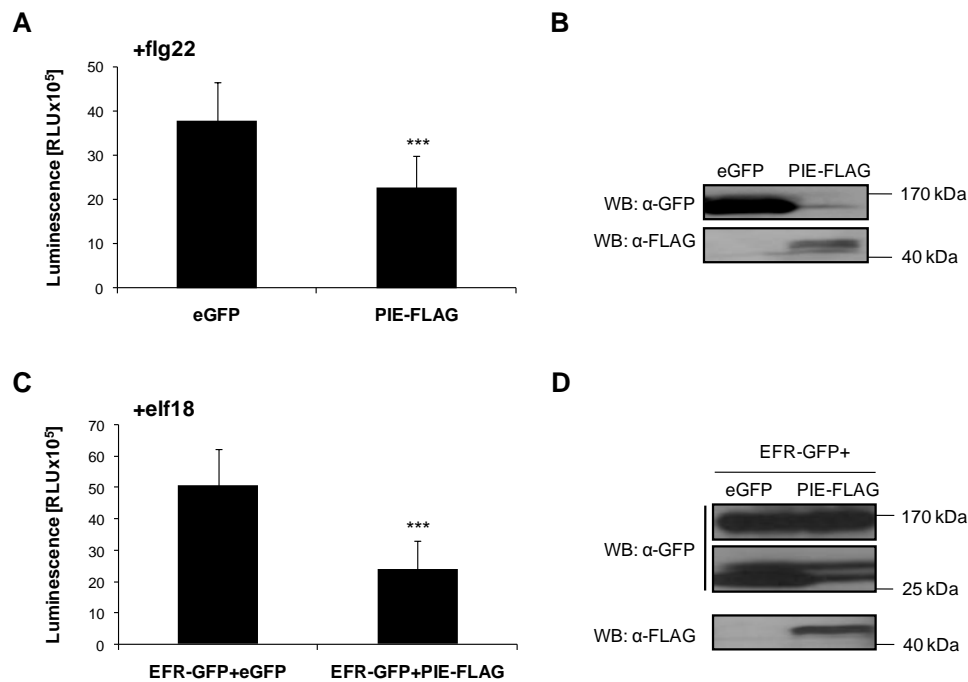 A
+flg22
Luminescence [RLUx10⁵]
50
40
30
20
10
0
***
eGFP
PIE-FLAG
B
eGFP PIE-FLAG
WB: α-GFP
170 kDa
WB: α-FLAG
40 kDa
C
+elf18
Luminescence [RLUx10⁵]
70
60
50
40
30
20
10
0
***
EFR-GFP+eGFP
EFR-GFP+PIE-FLAG
D
EFR-GFP+
eGFP PIE-FLAG
170 kDa
WB: α-GFP
25 kDa
WB: α-FLAG
40 kDa